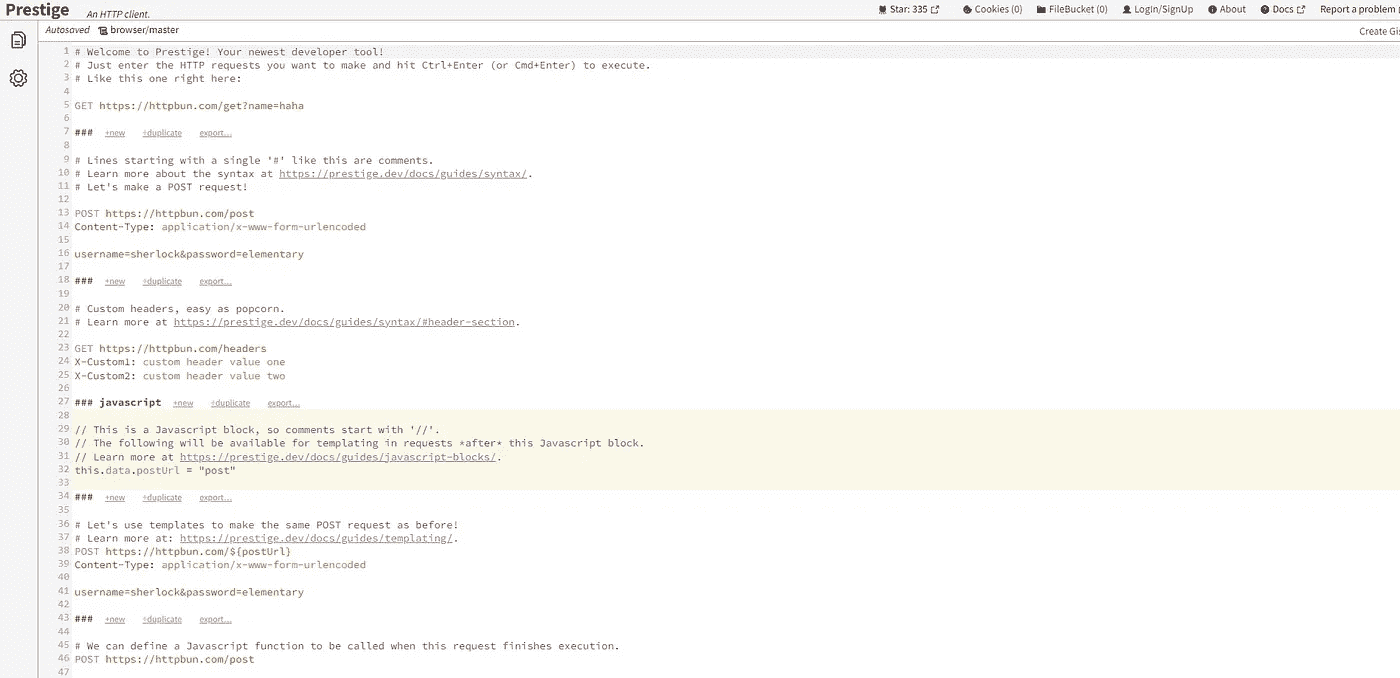 Prestige An HTTP client. Star: 335 Cookies (0) FileBucket (0) LogIn/SignUp About Docs Report a problem
Autosaved browser/master Create Gis
1 # Welcome to Prestige! Your newest developer tool!
2 # Just enter the HTTP requests you want to make and hit Ctrl+Enter (or Cmd+Enter) to execute.
3 # Like this one right here:
4
5 GET https://httpbun.com/get?name=haha
6
7 ### +new ÷duplicate export...
8
9 # Lines starting with a single '#' like this are comments.
10 # Learn more about the syntax at https://prestige.dev/docs/guides/syntax/.
11 # Let's make a POST request!
12
13 POST https://httpbun.com/post
14 Content-Type: application/x-www-form-urlencoded
15
16 username=sherlock&password=elementary
17
18 ### +new ÷duplicate export...
19
20 # Custom headers, easy as popcorn.
21 # Learn more at https://prestige.dev/docs/guides/syntax/#header-section.
22
23 GET https://httpbun.com/headers
24 X-Custom1: custom header value one
25 X-Custom2: custom header value two
26
27 ### javascript +new ÷duplicate export...
28
29 // This is a Javascript block, so comments start with '//'.
30 // The following will be available for templating in requests *after* this Javascript block.
31 // Learn more at https://prestige.dev/docs/guides/javascript-blocks/.
32 this.data.postUrl = "post"
33
34 ### +new ÷duplicate export...
35
36 # Let's use templates to make the same POST request as before!
37 # Learn more at: https://prestige.dev/docs/guides/templating/.
38 POST https://httpbun.com/${postUrl}
39 Content-Type: application/x-www-form-urlencoded
40
41 username=sherlock&password=elementary
42
43 ### +new ÷duplicate export...
44
45 # We can define a Javascript function to be called when this request finishes execution.
46 POST https://httpbun.com/post
47